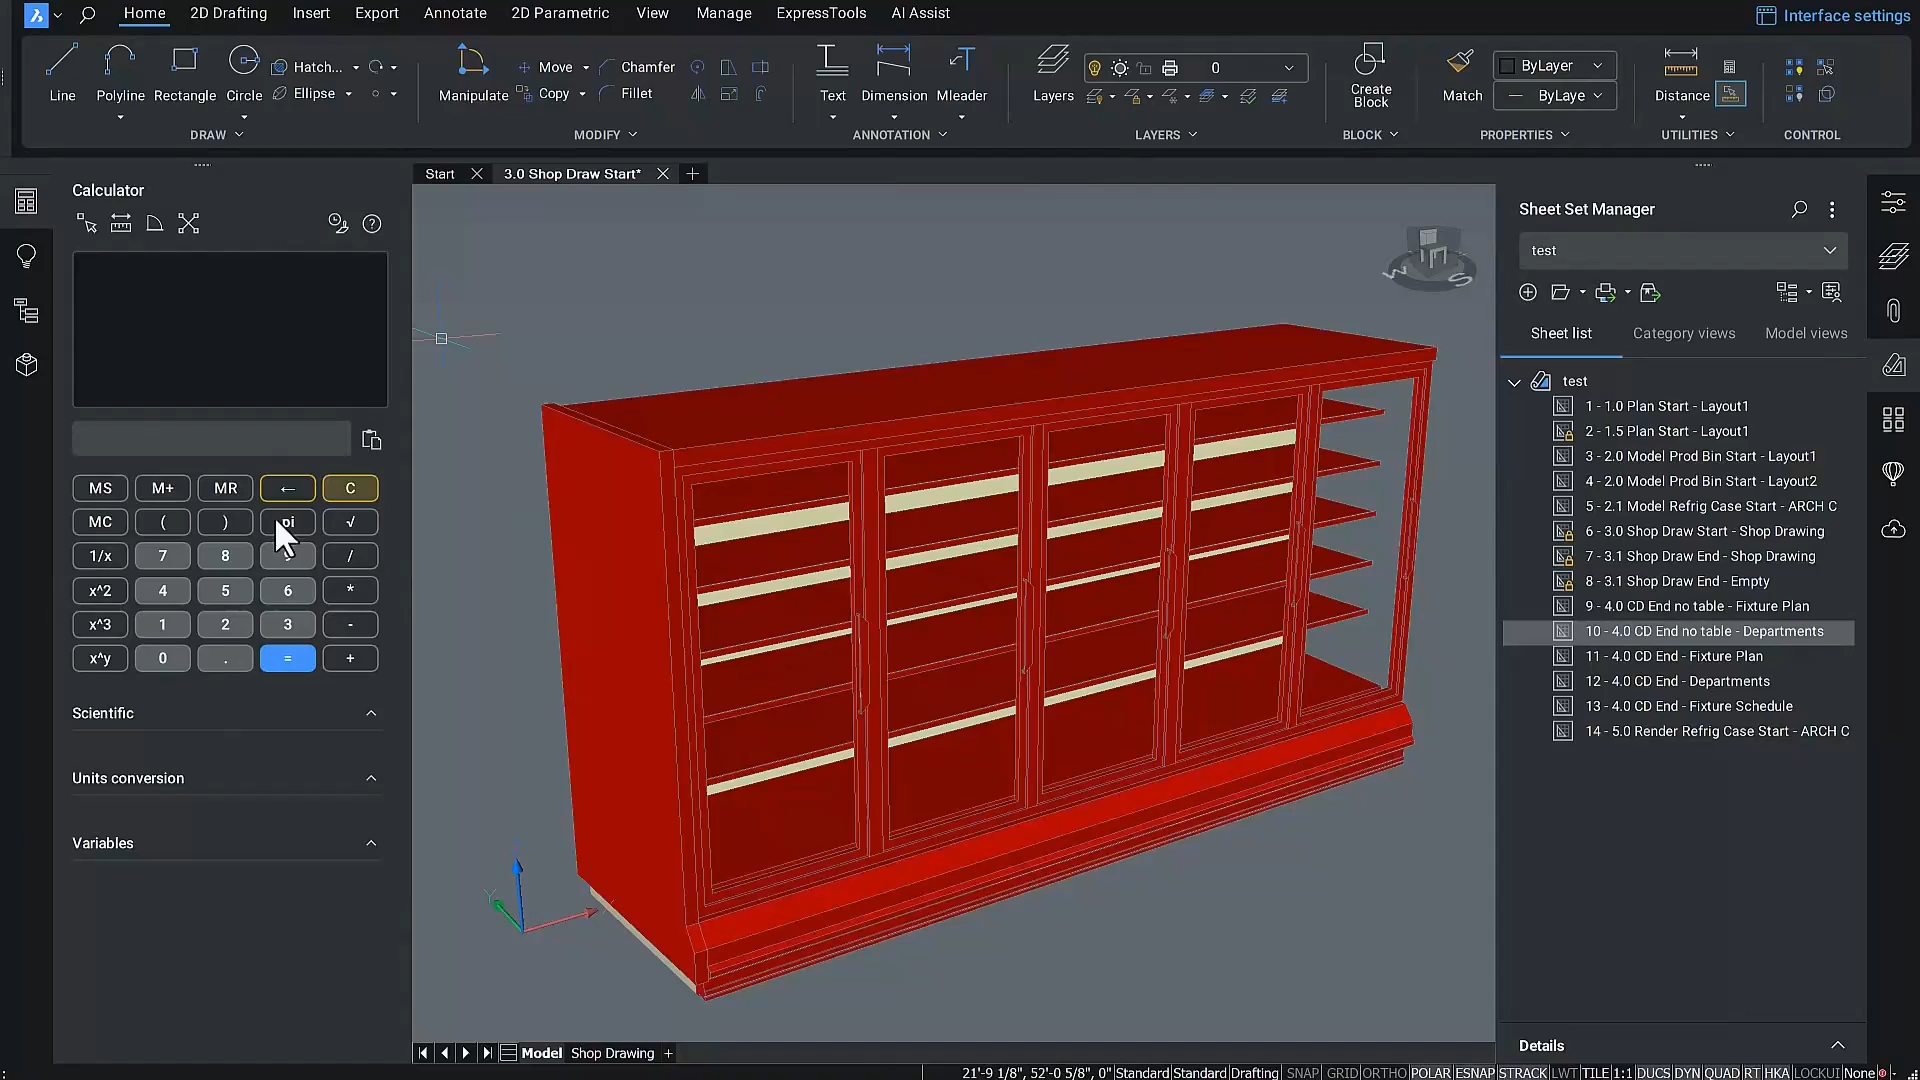 Home 2D Drafting Insert Export Annotate 2D Parametric View Manage ExpressTools AI Assist Interface settings
Line Polyline Rectangle Circle Hatch... Ellipse
DRAW
Manipulate Move Copy Chamfer Fillet
MODIFY
Text Dimension Mleader
ANNOTATION
Layers 0
LAYERS
Create Block
BLOCK
Match ByLayer ByLaye
PROPERTIES
Distance
UTILITIES
CONTROL
Start 3.0 Shop Draw Start*
Calculator
MS M+ MR ← C
MC ( ) pi √
1/x 7 8 /
x^2 4 5 6 *
x^3 1 2 3 -
x^y 0 . = +
Scientific
Units conversion
Variables
W S
Sheet Set Manager
test
Sheet list Category views Model views
test
1 - 1.0 Plan Start - Layout1
2 - 1.5 Plan Start - Layout1
3 - 2.0 Model Prod Bin Start - Layout1
4 - 2.0 Model Prod Bin Start - Layout2
5 - 2.1 Model Refrig Case Start - ARCH C
6 - 3.0 Shop Draw Start - Shop Drawing
7 - 3.1 Shop Draw End - Shop Drawing
8 - 3.1 Shop Draw End - Empty
9 - 4.0 CD End no table - Fixture Plan
10 - 4.0 CD End no table - Departments
11 - 4.0 CD End - Fixture Plan
12 - 4.0 CD End - Departments
13 - 4.0 CD End - Fixture Schedule
14 - 5.0 Render Refrig Case Start - ARCH C
Details
Model Shop Drawing +
21'-9 1/8", 52'-0 5/8", 0" Standard Standard Drafting SNAP GRID ORTHO POLAR ESNAP STRACK LWT TILE 1:1 DUCS DYN QUAD RT HKA LOCKUI None